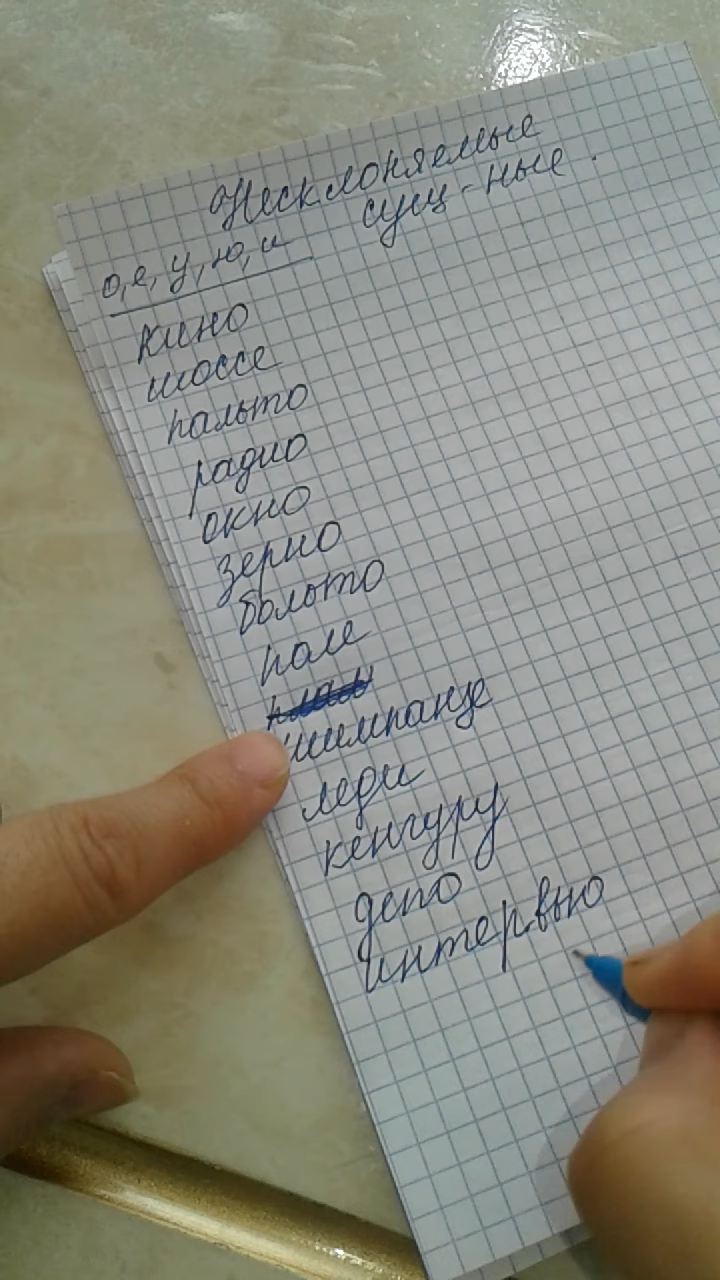 Несклоняемые
сущ-ные.
о, е, у, ю, и
кино
шоссе
пальто
радио
окно
зерно
болото
поле
шимпанзе
леди
кенгуру
депо
интервью